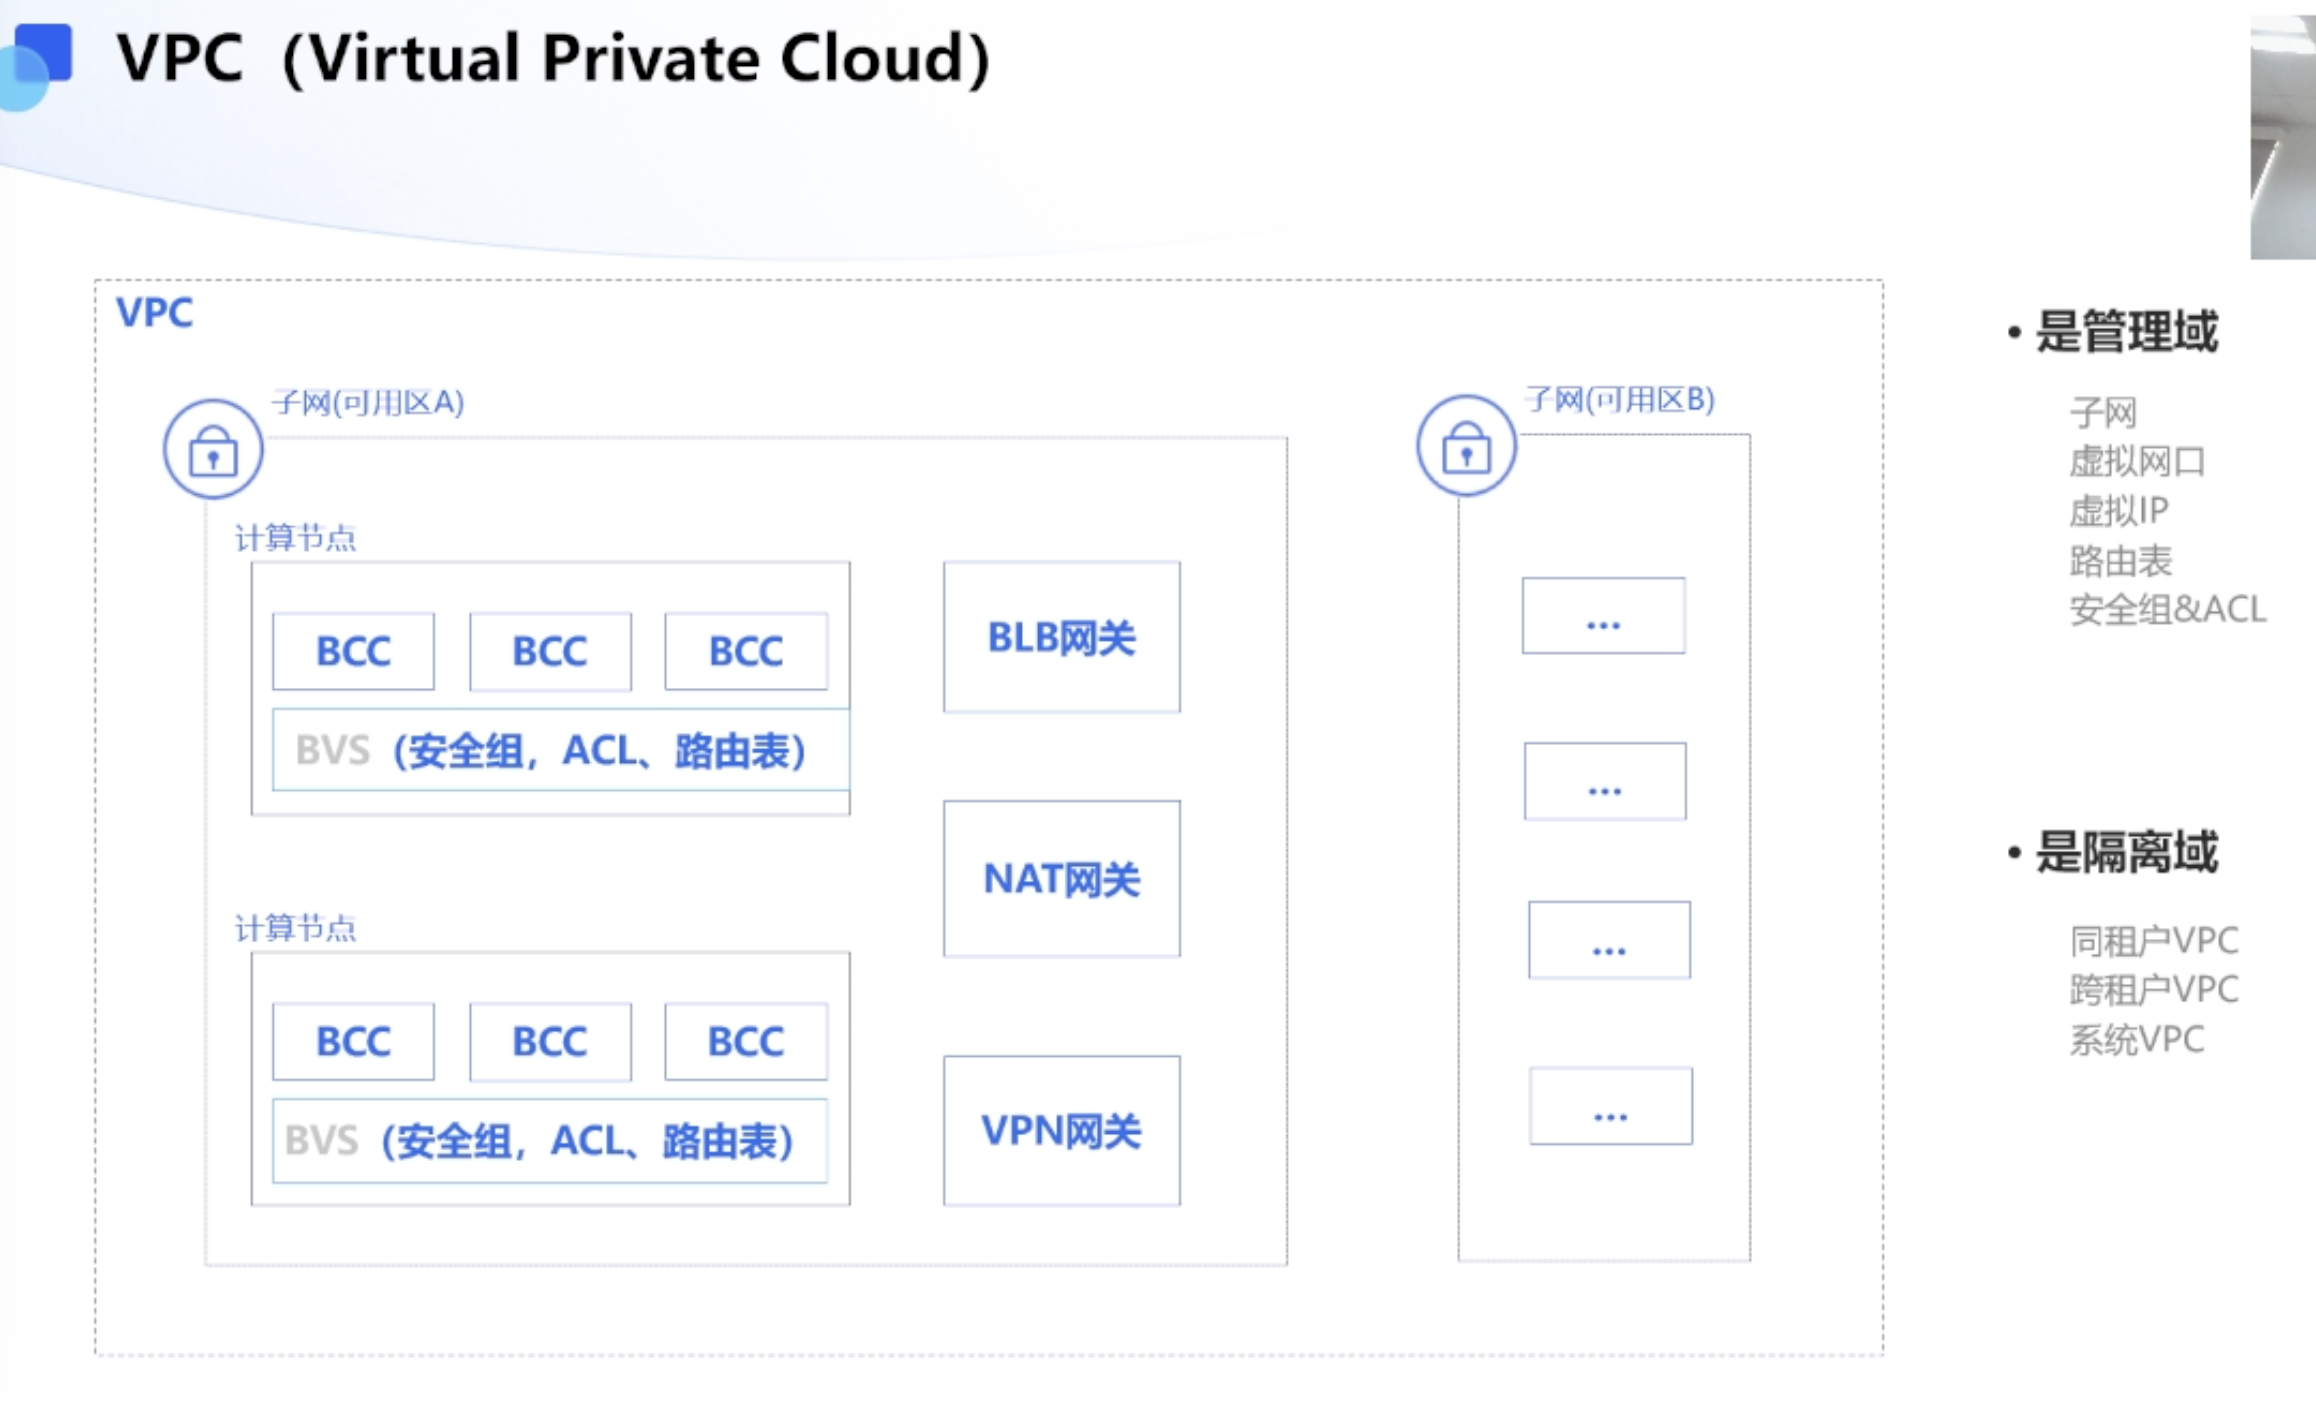 VPC（Virtual Private Cloud）
VPC
子网(可用区A)
计算节点
BCC
BCC
BCC
BVS（安全组，ACL、路由表）
计算节点
BCC
BCC
BCC
BVS（安全组，ACL、路由表）
BLB网关
NAT网关
VPN网关
子网(可用区B)
...
...
...
...
• 是管理域
子网
虚拟网口
虚拟IP
路由表
安全组&ACL
• 是隔离域
同租户VPC
跨租户VPC
系统VPC